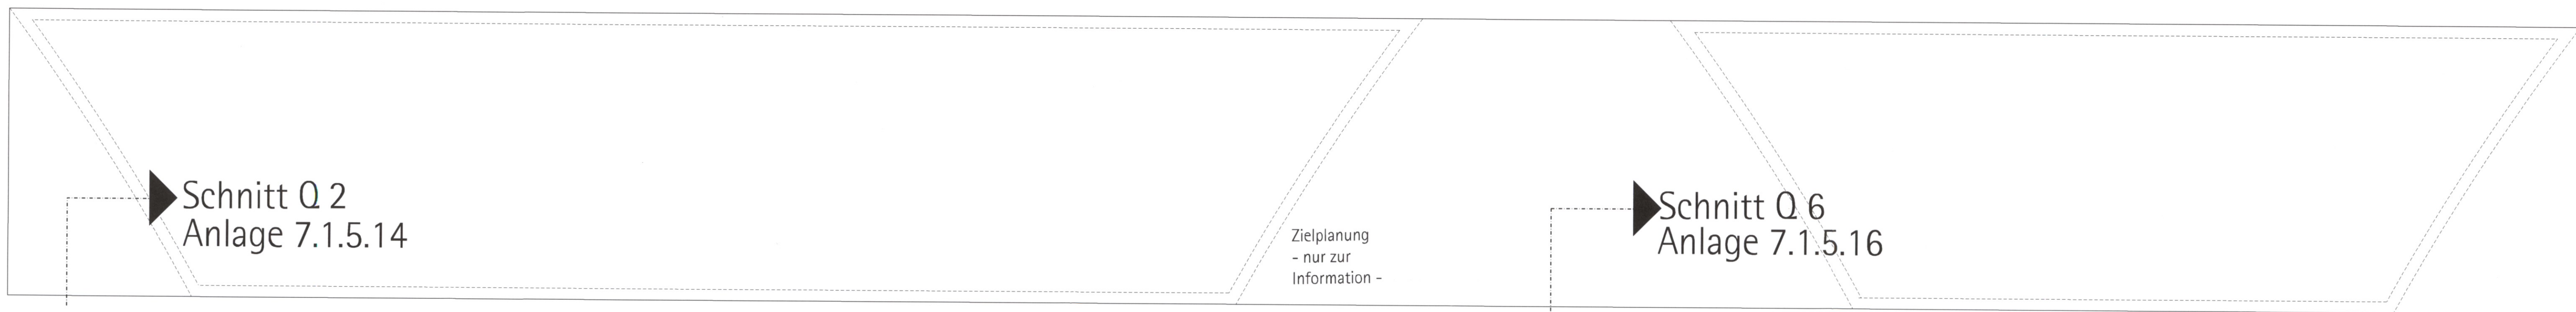 Schnitt Q 2
Anlage 7.1.5.14
Zielplanung
- nur zur
Information -
Schnitt Q 6
Anlage 7.1.5.16